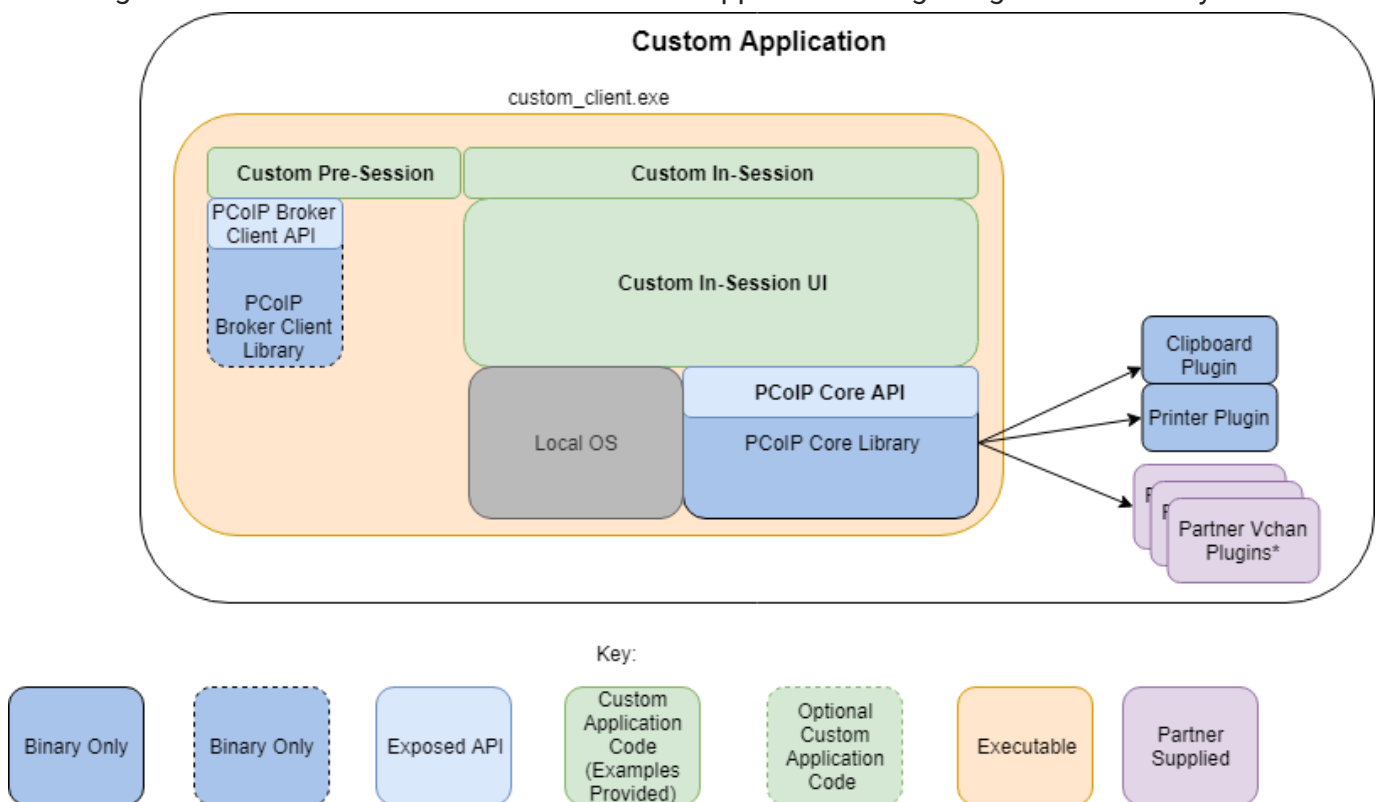 Custom Application
custom_client.exe
Custom Pre-Session
Custom In-Session
PCoIP Broker
Client API
PCoIP
Broker Client
Library
Custom In-Session UI
Local OS
PCoIP Core API
PCoIP Core Library
Clipboard
Plugin
Printer Plugin
Partner Vchan
Plugins*
Key:
Binary Only
Binary Only
Exposed API
Custom
Application
Code
(Examples
Provided)
Optional
Custom
Application
Code
Executable
Partner
Supplied